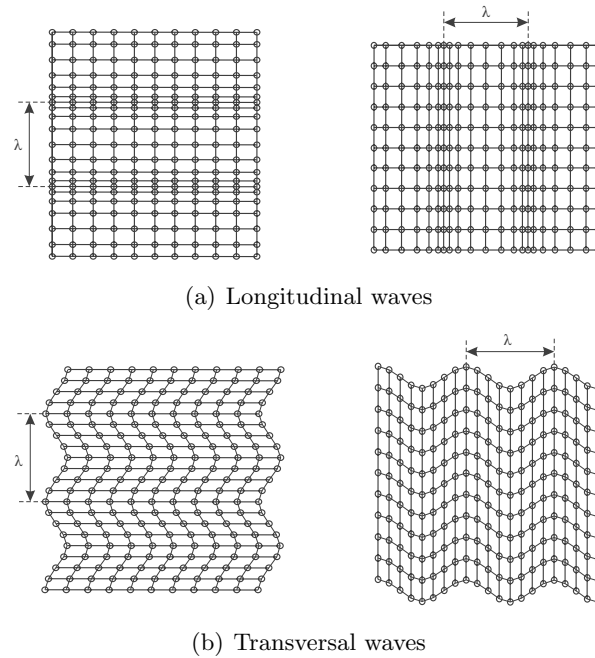 λ
λ
(a) Longitudinal waves
λ
λ
(b) Transversal waves